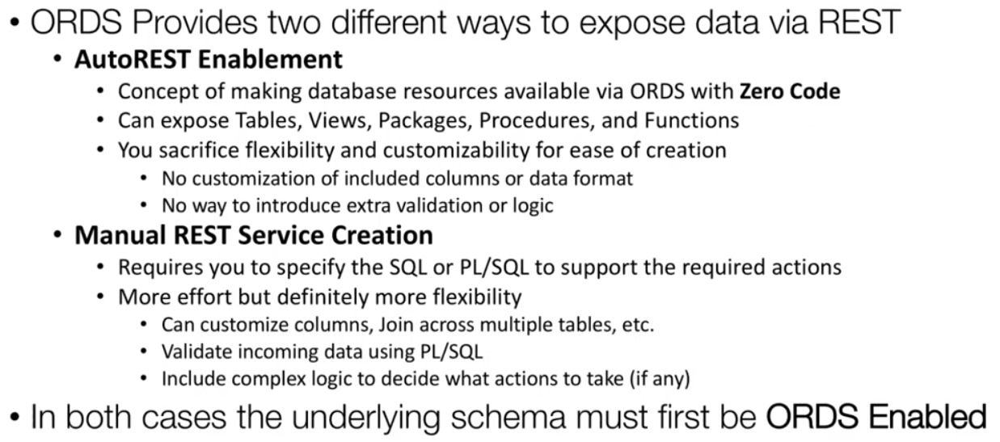 • ORDS Provides two different ways to expose data via REST
• AutoREST Enablement
• Concept of making database resources available via ORDS with Zero Code
• Can expose Tables, Views, Packages, Procedures, and Functions
• You sacrifice flexibility and customizability for ease of creation
• No customization of included columns or data format
• No way to introduce extra validation or logic
• Manual REST Service Creation
• Requires you to specify the SQL or PL/SQL to support the required actions
• More effort but definitely more flexibility
• Can customize columns, Join across multiple tables, etc.
• Validate incoming data using PL/SQL
• Include complex logic to decide what actions to take (if any)
• In both cases the underlying schema must first be ORDS Enabled